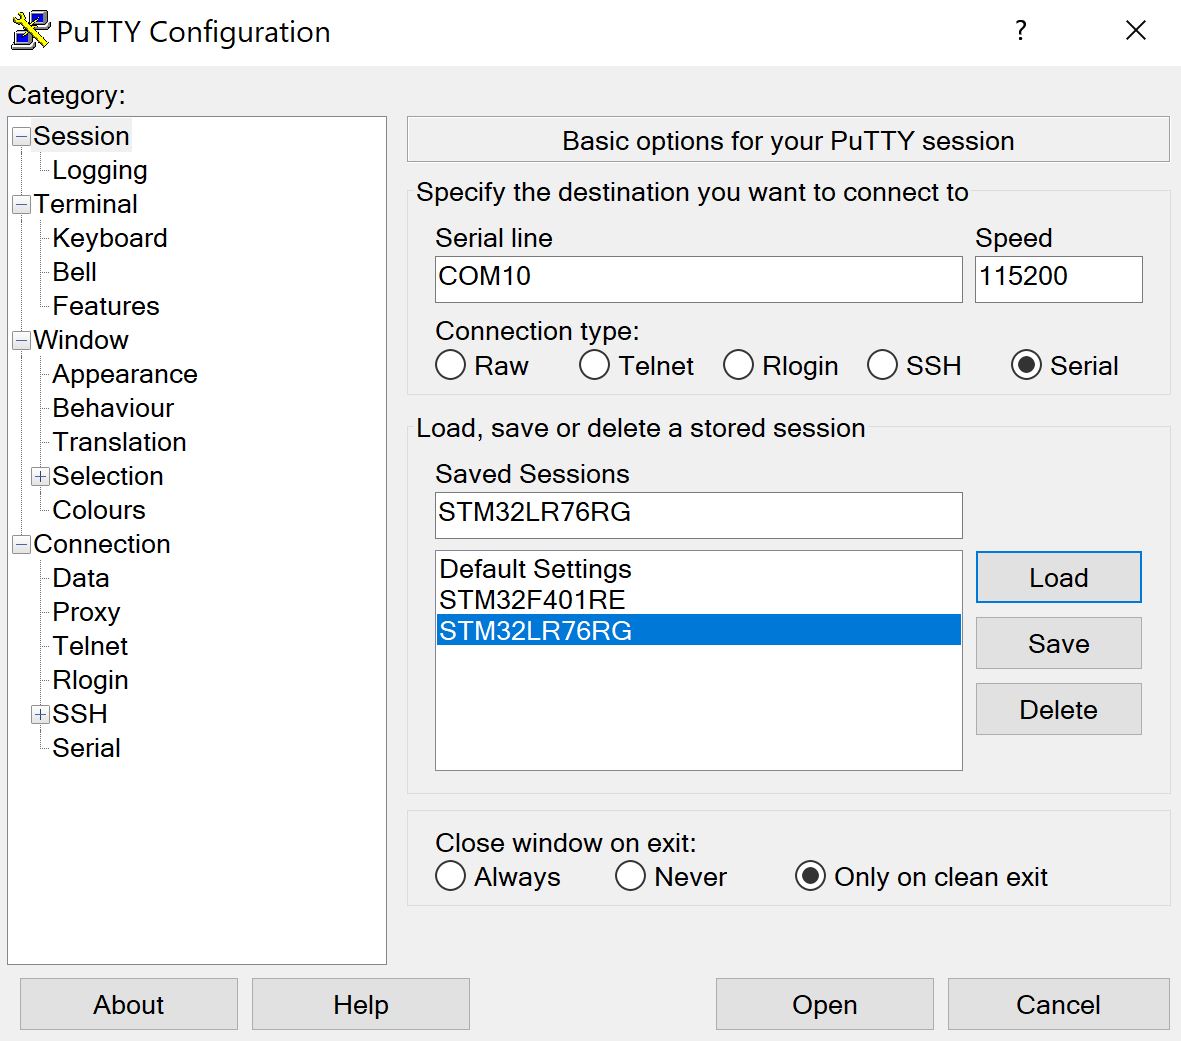 PuTTY Configuration
?
Category:
Session
Logging
Terminal
Keyboard
Bell
Features
Window
Appearance
Behaviour
Translation
Selection
Colours
Connection
Data
Proxy
Telnet
Rlogin
SSH
Serial
Basic options for your PuTTY session
Specify the destination you want to connect to
Serial line Speed
COM10 115200
Connection type:
Raw Telnet Rlogin SSH Serial
Load, save or delete a stored session
Saved Sessions
STM32LR76RG
Default Settings
STM32F401RE
STM32LR76RG
Load
Save
Delete
Close window on exit:
Always Never Only on clean exit
About Help Open Cancel